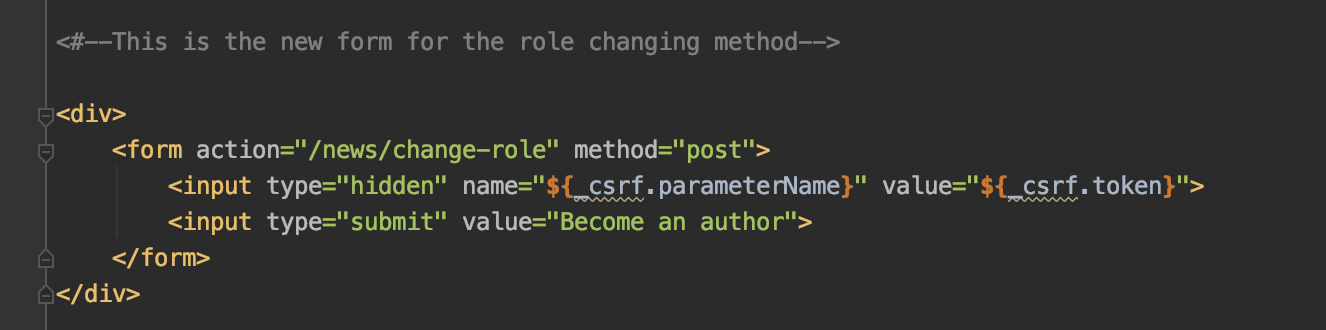 <#--This is the new form for the role changing method-->
<div>
<form action="/news/change-role" method="post">
<input type="hidden" name="${_csrf.parameterName}" value="${_csrf.token}">
<input type="submit" value="Become an author">
</form>
</div>